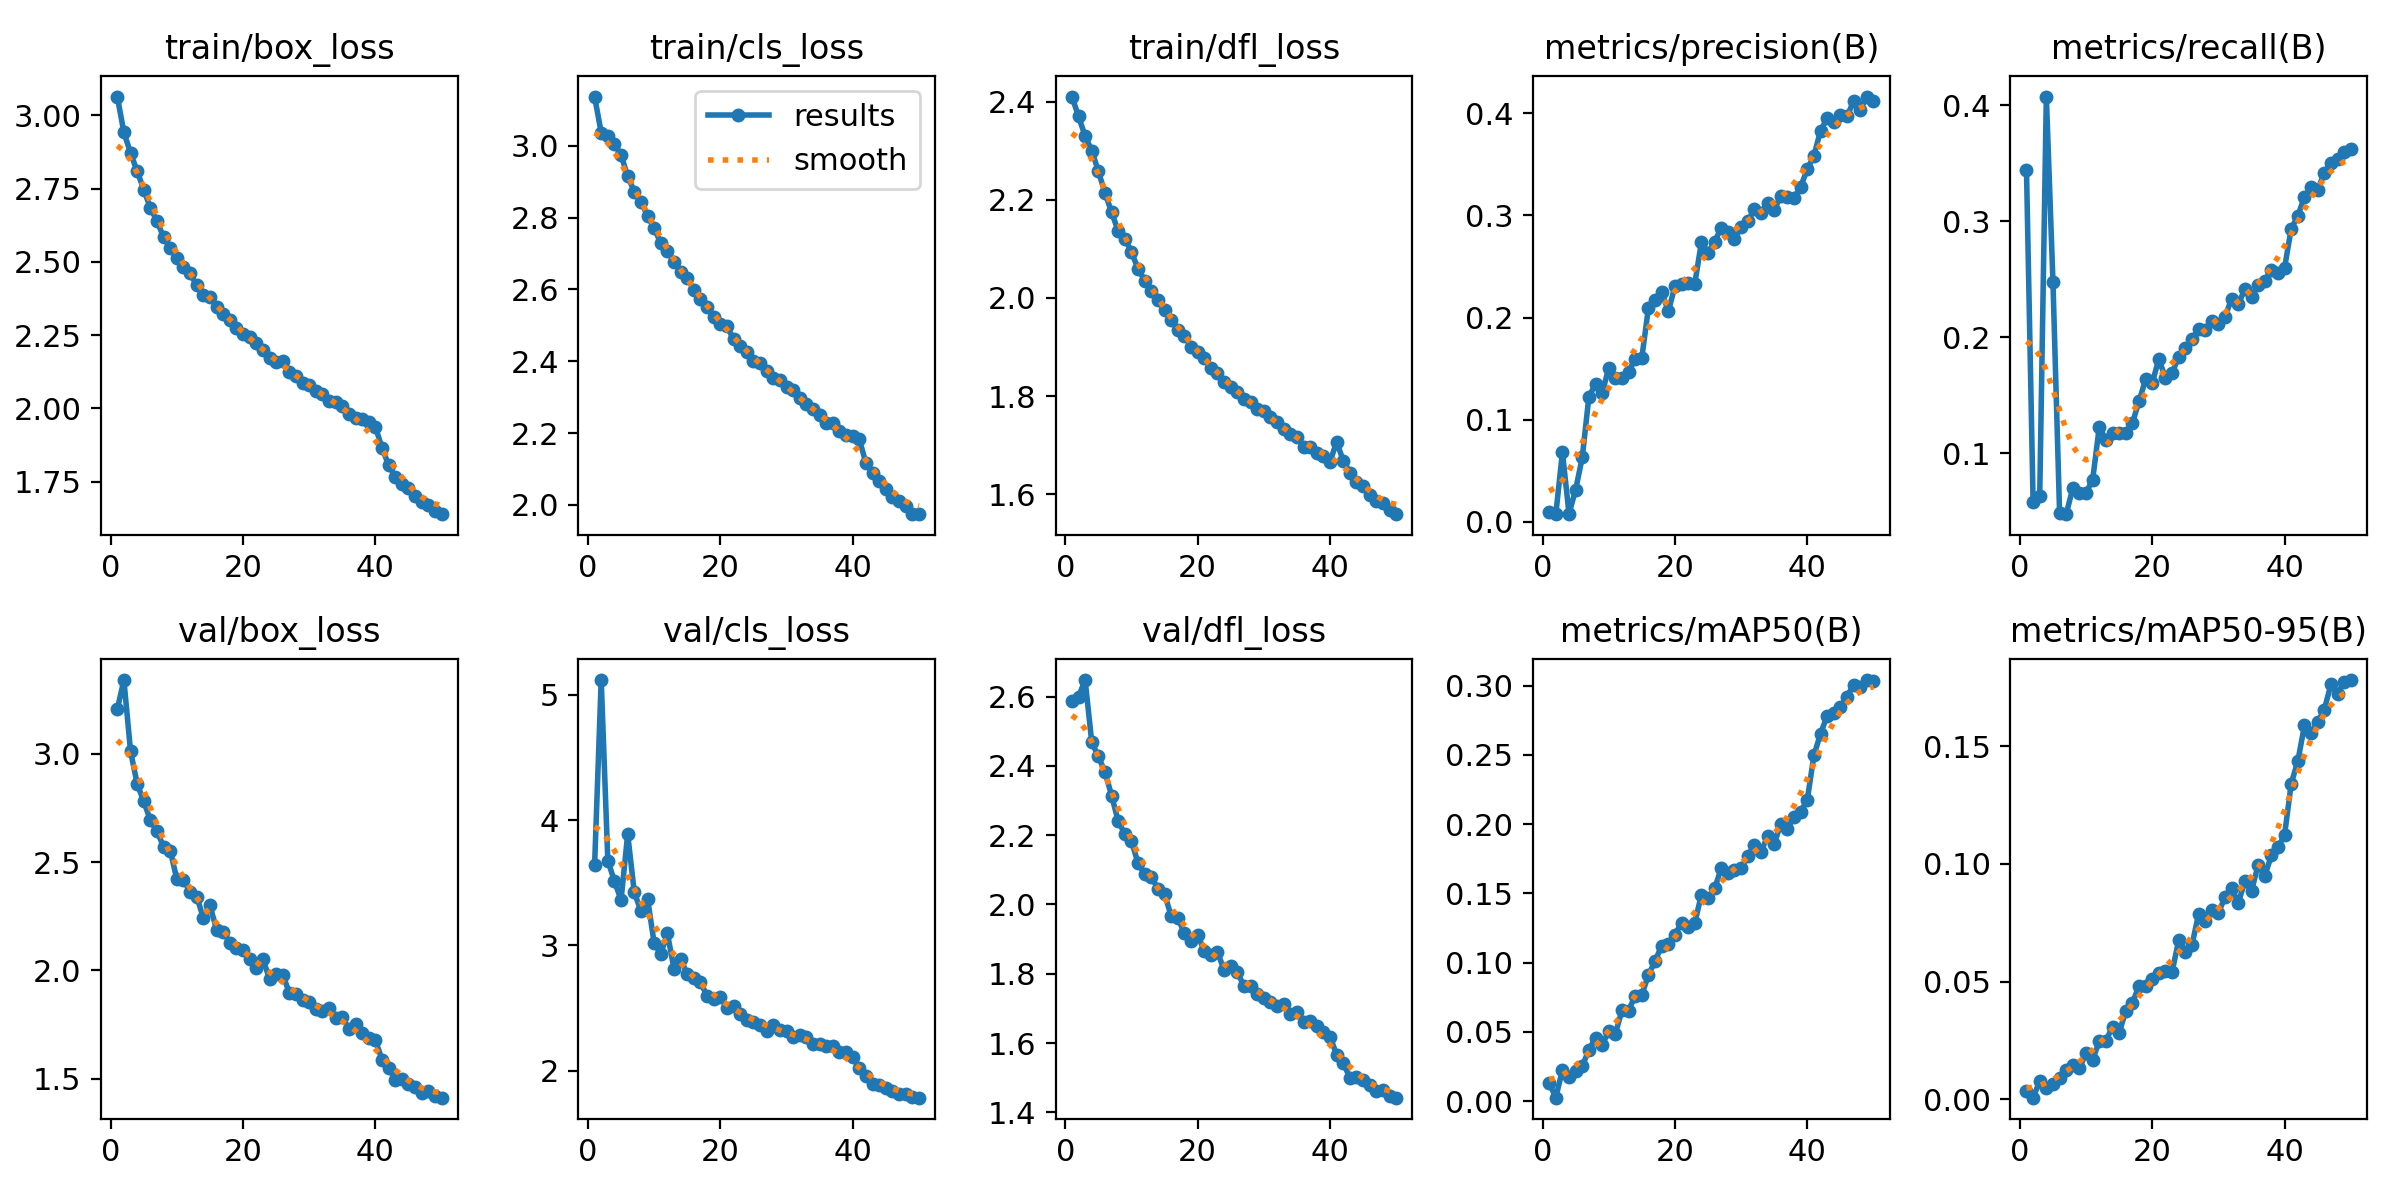 train/box_loss
3.00
2.75
2.50
2.25
2.00
1.75
0 20 40
train/cls_loss
results
smooth
3.0
2.8
2.6
2.4
2.2
2.0
0 20 40
train/dfl_loss
2.4
2.2
2.0
1.8
1.6
0 20 40
metrics/precision(B)
0.4
0.3
0.2
0.1
0.0
0 20 40
metrics/recall(B)
0.4
0.3
0.2
0.1
0 20 40
val/box_loss
3.0
2.5
2.0
1.5
0 20 40
val/cls_loss
5
4
3
2
0 20 40
val/dfl_loss
2.6
2.4
2.2
2.0
1.8
1.6
1.4
0 20 40
metrics/mAP50(B)
0.30
0.25
0.20
0.15
0.10
0.05
0.00
0 20 40
metrics/mAP50-95(B)
0.15
0.10
0.05
0.00
0 20 40